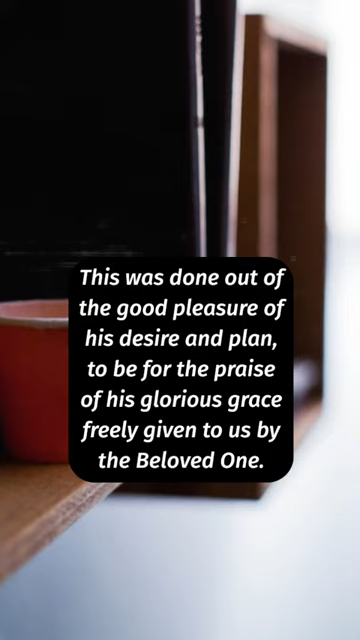 This was done out of
the good pleasure of
his desire and plan,
to be for the praise
of his glorious grace
freely given to us by
the Beloved One.